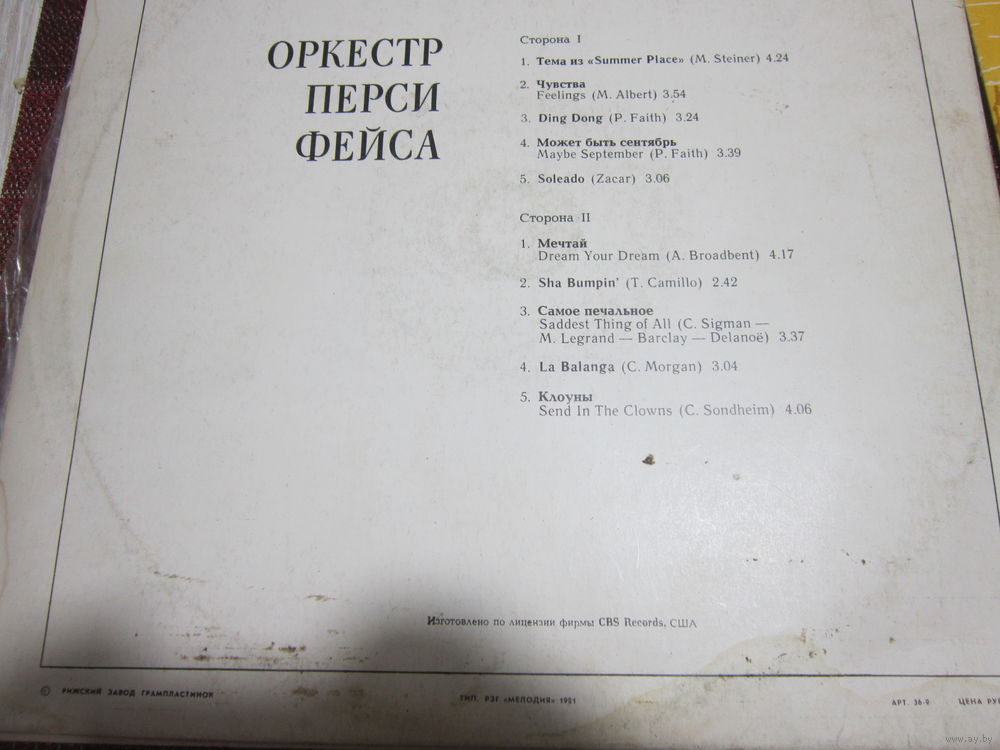 ОРКЕСТР
ПЕРСИ
ФЕЙСА
Сторона I
1. Тема из «Summer Place» (M. Steiner) 4.24
2. Чувства
Feelings (M. Albert) 3.54
3. Ding Dong (P. Faith) 3.24
4. Может быть сентябрь
Maybe September (P. Faith) 3.39
5. Soleado (Zacar) 3.06
Сторона II
1. Мечтай
Dream Your Dream (A. Broadbent) 4.17
2. Sha Bumpin' (T. Camillo) 2.42
3. Самое печальное
Saddest Thing of All (C. Sigman —
M. Legrand — Barclay — Delanoë) 3.37
4. La Balanga (C. Morgan) 3.04
5. Клоуны
Send In The Clowns (C. Sondheim) 4.06
Изготовлено по лицензии фирмы CBS Records, США
© РИЖСКИЙ ЗАВОД ГРАМПЛАСТИНОК
ТИП. РЗГ «МЕЛОДИЯ» 1981
АРТ. 36-9
ЦЕНА РУБ
www.ay.by